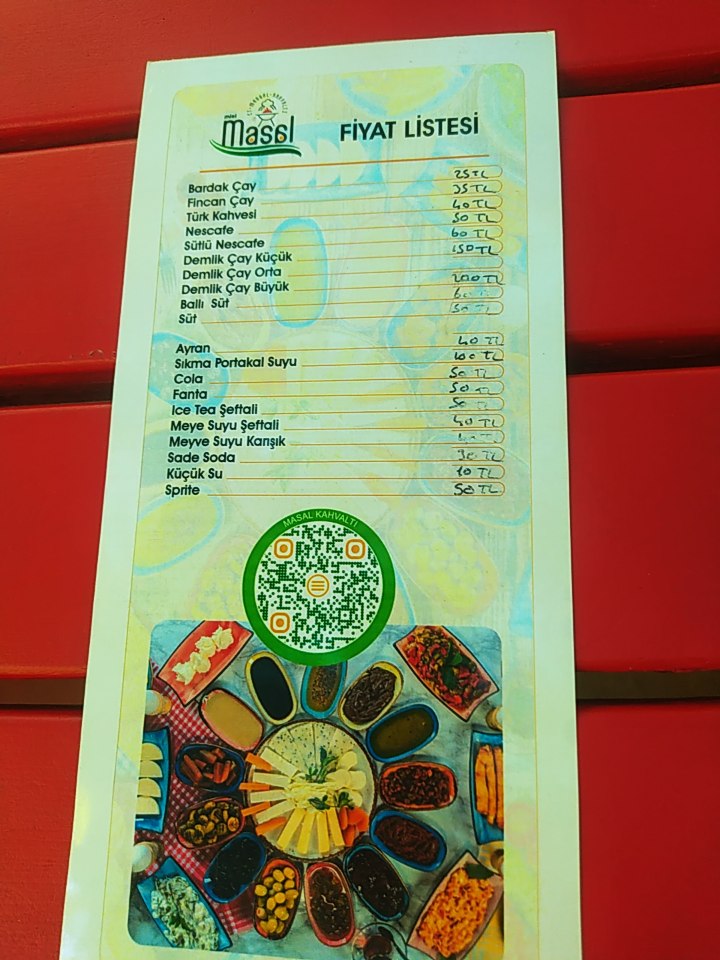 mini
Masal
FİYAT LİSTESİ
Bardak Çay 25 TL
Fincan Çay 35 TL
Türk Kahvesi 40 TL
Nescafe 50 TL
Sütlü Nescafe 60 TL
Demlik Çay Küçük 150 TL
Demlik Çay Orta
Demlik Çay Büyük 200 TL
Ballı Süt
Süt 50 TL
Ayran 40 TL
Sıkma Portakal Suyu 100 TL
Cola 50 TL
Fanta 50 TL
Ice Tea Şeftali 50 TL
Meye Suyu Şeftali 40 TL
Meyve Suyu Karışık
Sade Soda 30 TL
Küçük Su 10 TL
Sprite 50 TL
MASAL KAHVALTI